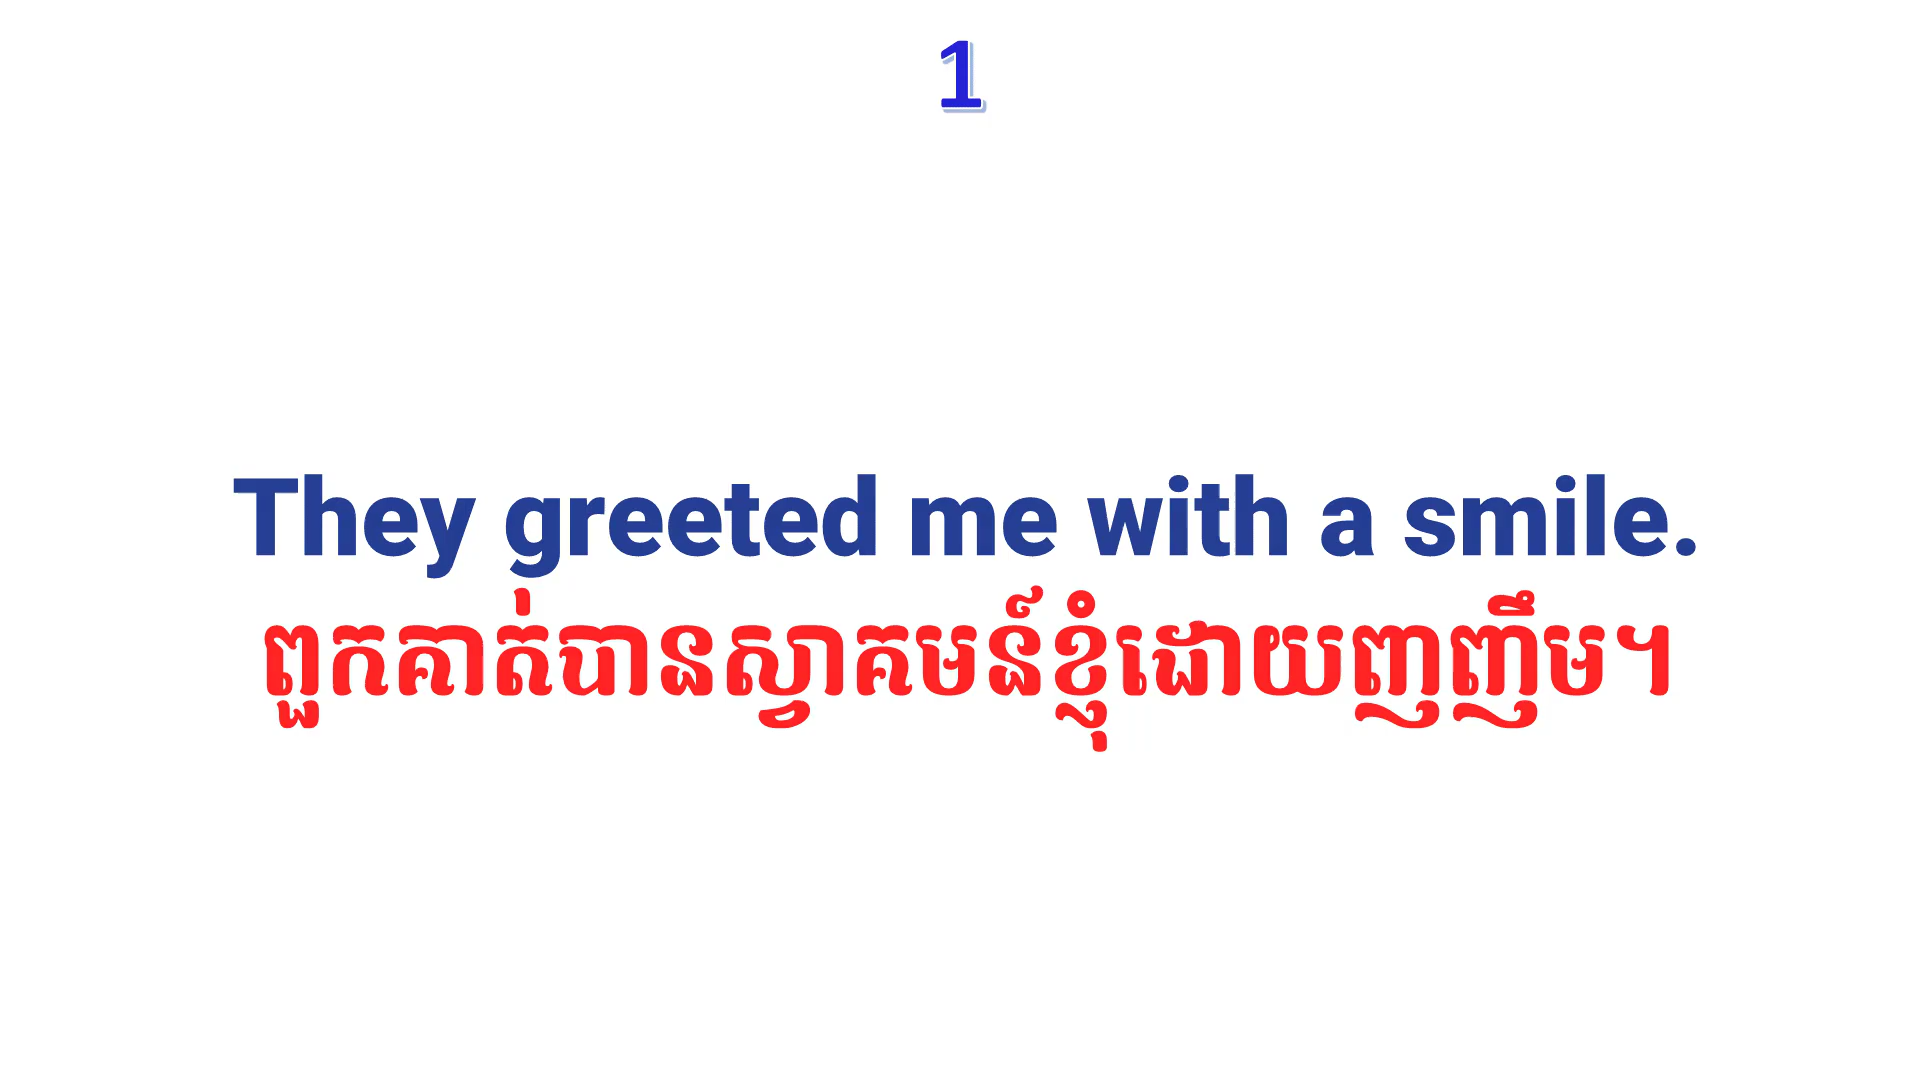 1
They greeted me with a smile.
ពួកគាត់បានស្វាគមន៍ខ្ញុំដោយញញឹម។